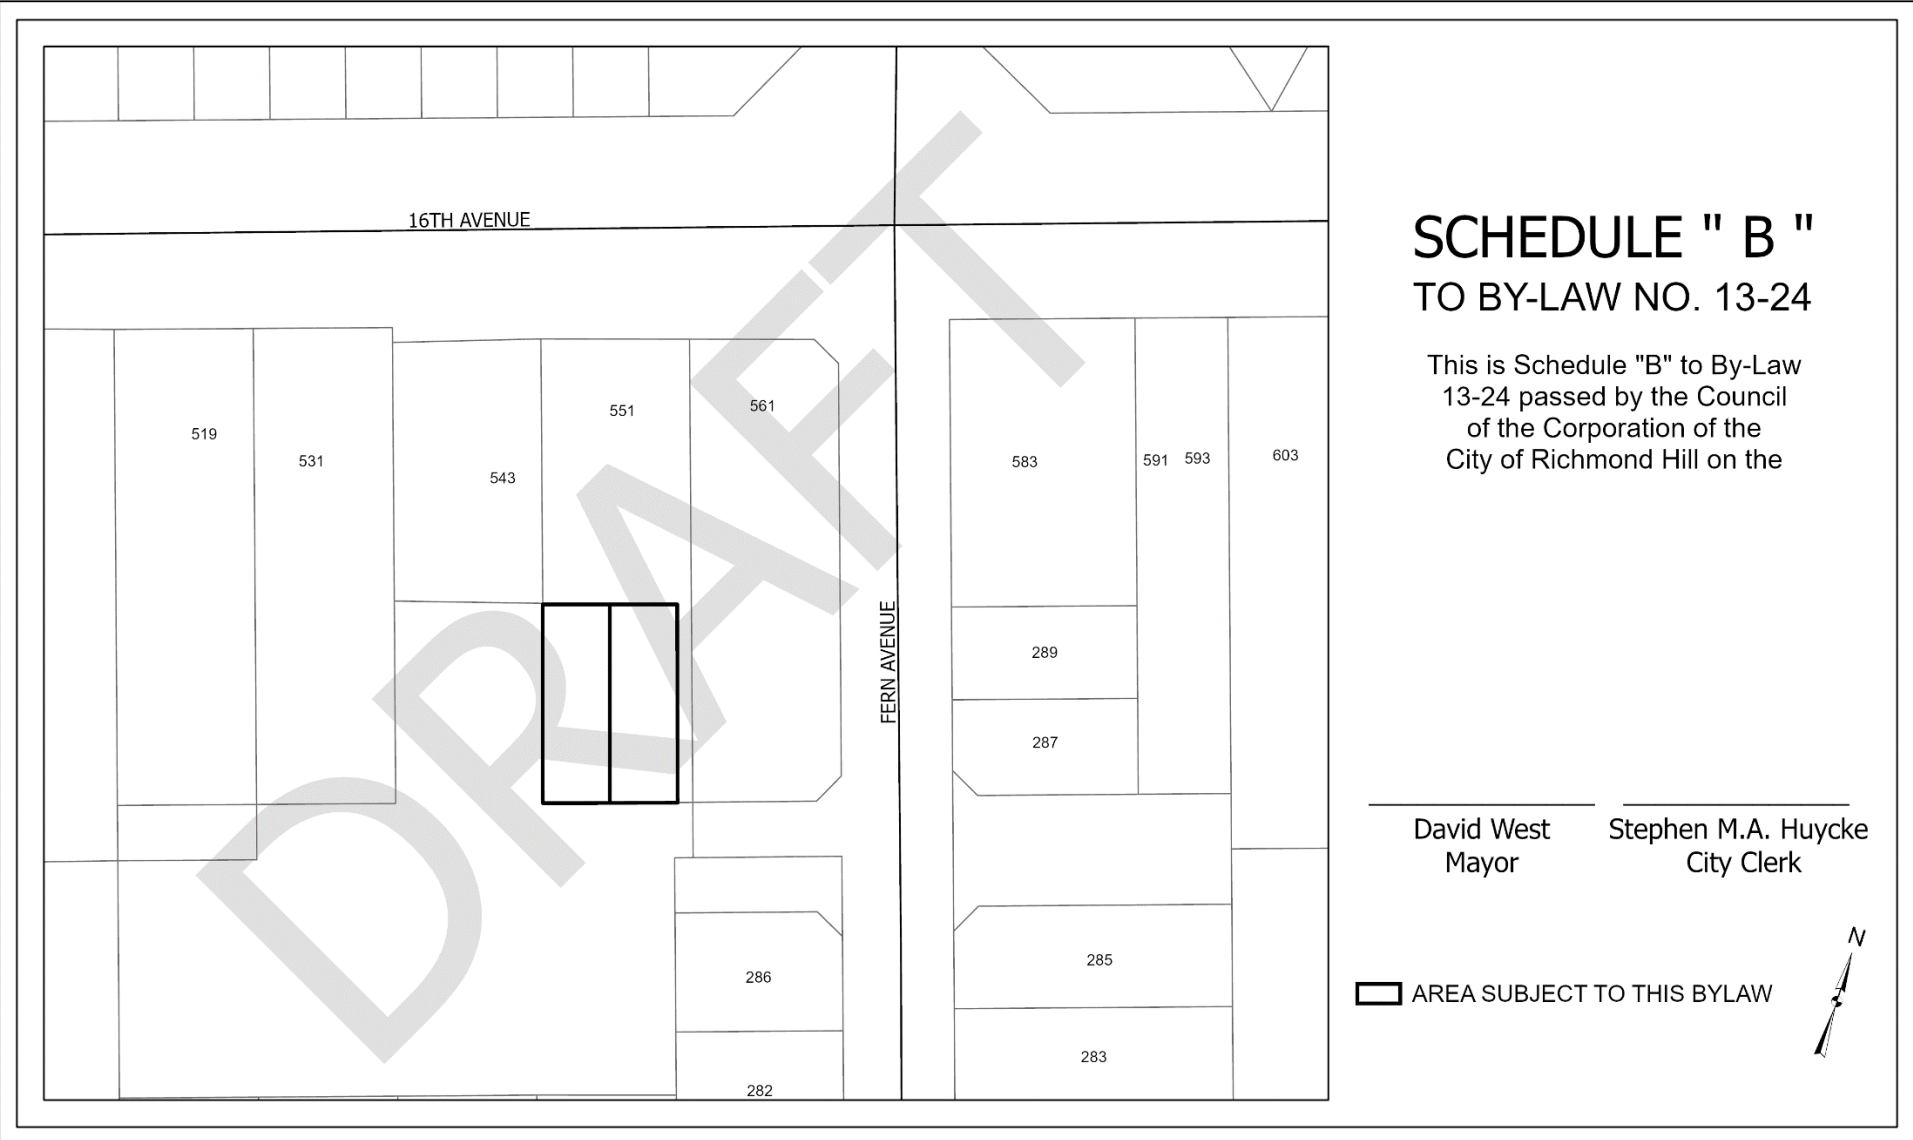 16TH AVENUE
519
531
543
551
561
583
591
593
603
289
287
FERN AVENUE
286
285
283
282
DRAFT
SCHEDULE " B "
TO BY-LAW NO. 13-24
This is Schedule "B" to By-Law
13-24 passed by the Council
of the Corporation of the
City of Richmond Hill on the
David West
Mayor
Stephen M.A. Huycke
City Clerk
N
AREA SUBJECT TO THIS BYLAW